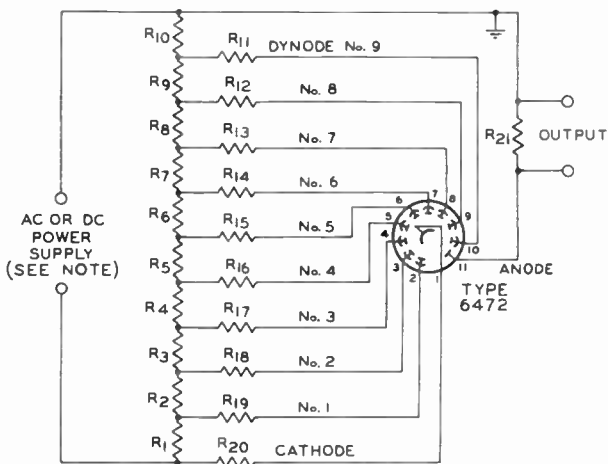 R10
R11
DYNODE No. 9
R9
R12
No. 8
R8
R13
No. 7
R7
R14
No. 6
R6
R15
No. 5
R5
R16
No. 4
R4
R17
No. 3
R3
R18
No. 2
R2
R19
No. 1
R1
R20
CATHODE
AC OR DC
POWER
SUPPLY
(SEE NOTE)
1
2
3
4
5
6
7
8
9
10
11
R21
OUTPUT
ANODE
TYPE
6472